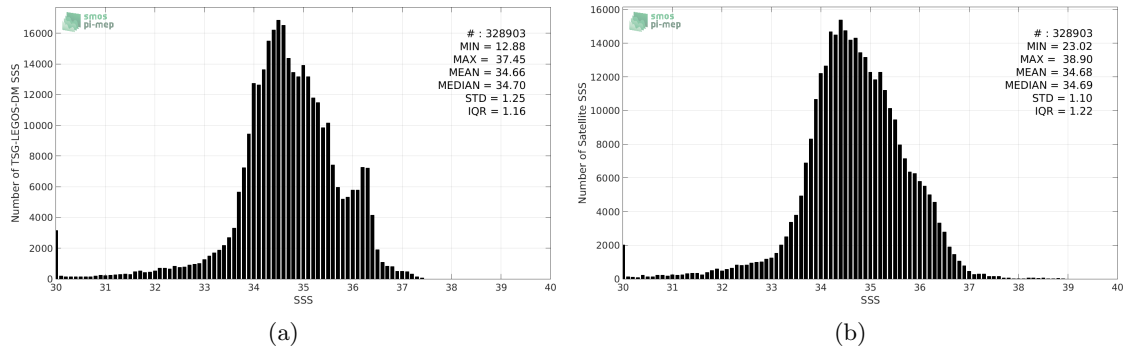 smos
pi-mep
# : 328903
MIN = 12.88
MAX = 37.45
MEAN = 34.66
MEDIAN = 34.70
STD = 1.25
IQR = 1.16
Number of TSG-LEGOS-DM SSS
16000
14000
12000
10000
8000
6000
4000
2000
0
30 31 32 33 34 35 36 37 38 39 40
SSS
(a)
smos
pi-mep
# : 328903
MIN = 23.02
MAX = 38.90
MEAN = 34.68
MEDIAN = 34.69
STD = 1.10
IQR = 1.22
Number of Satellite SSS
16000
14000
12000
10000
8000
6000
4000
2000
0
30 31 32 33 34 35 36 37 38 39 40
SSS
(b)